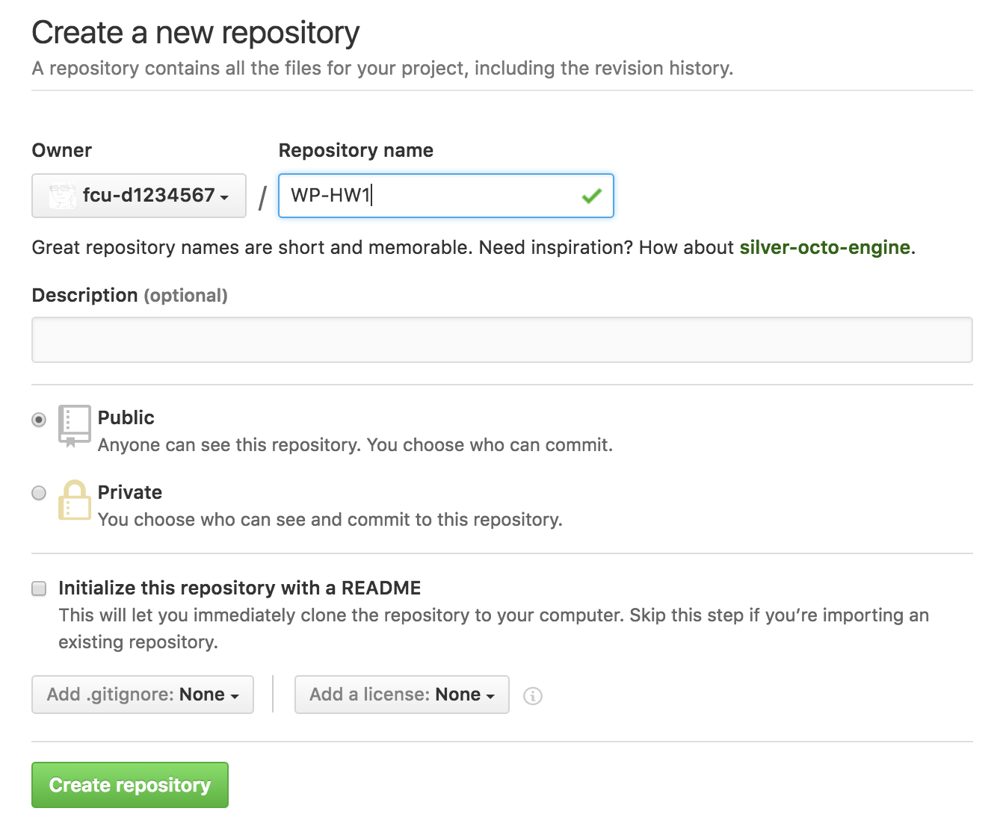 Create a new repository
A repository contains all the files for your project, including the revision history.
Owner
Repository name
fcu-d1234567
/
WP-HW1
Great repository names are short and memorable. Need inspiration? How about silver-octo-engine.
Description (optional)
Public
Anyone can see this repository. You choose who can commit.
Private
You choose who can see and commit to this repository.
Initialize this repository with a README
This will let you immediately clone the repository to your computer. Skip this step if you’re importing an
existing repository.
Add .gitignore: None
Add a license: None
Create repository